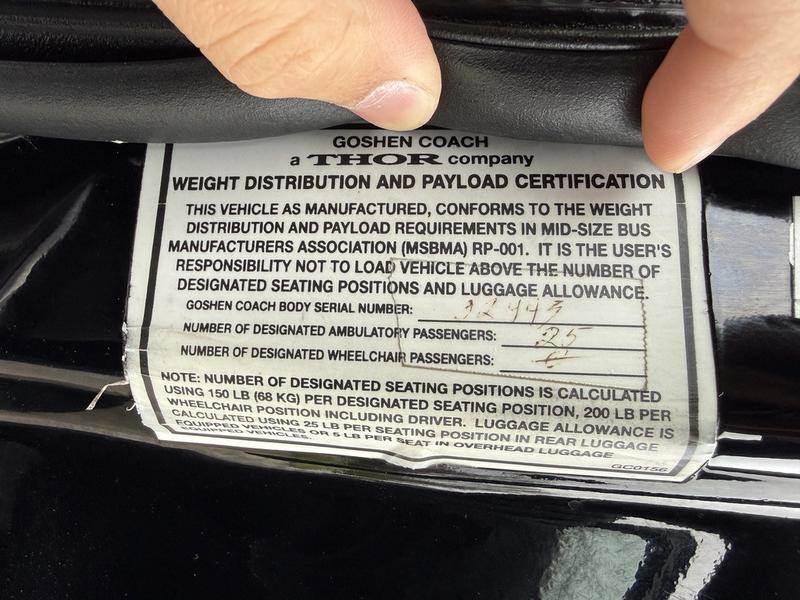 GOSHEN COACH
a THOR company
WEIGHT DISTRIBUTION AND PAYLOAD CERTIFICATION
THIS VEHICLE AS MANUFACTURED, CONFORMS TO THE WEIGHT
DISTRIBUTION AND PAYLOAD REQUIREMENTS IN MID-SIZE BUS
MANUFACTURERS ASSOCIATION (MSBMA) RP-001. IT IS THE USER'S
RESPONSIBILITY NOT TO LOAD VEHICLE ABOVE THE NUMBER OF
DESIGNATED SEATING POSITIONS AND LUGGAGE ALLOWANCE.
GOSHEN COACH BODY SERIAL NUMBER:
NUMBER OF DESIGNATED AMBULATORY PASSENGERS: 25
NUMBER OF DESIGNATED WHEELCHAIR PASSENGERS:
NOTE: NUMBER OF DESIGNATED SEATING POSITIONS IS CALCULATED
USING 150 LB (68 KG) PER DESIGNATED SEATING POSITION, 200 LB PER
WHEELCHAIR POSITION INCLUDING DRIVER. LUGGAGE ALLOWANCE IS
CALCULATED USING 25 LB PER SEATING POSITION IN REAR LUGGAGE
EQUIPPED VEHICLES OR 5 LB PER SEAT IN OVERHEAD LUGGAGE
EQUIPPED VEHICLES.
GC0156